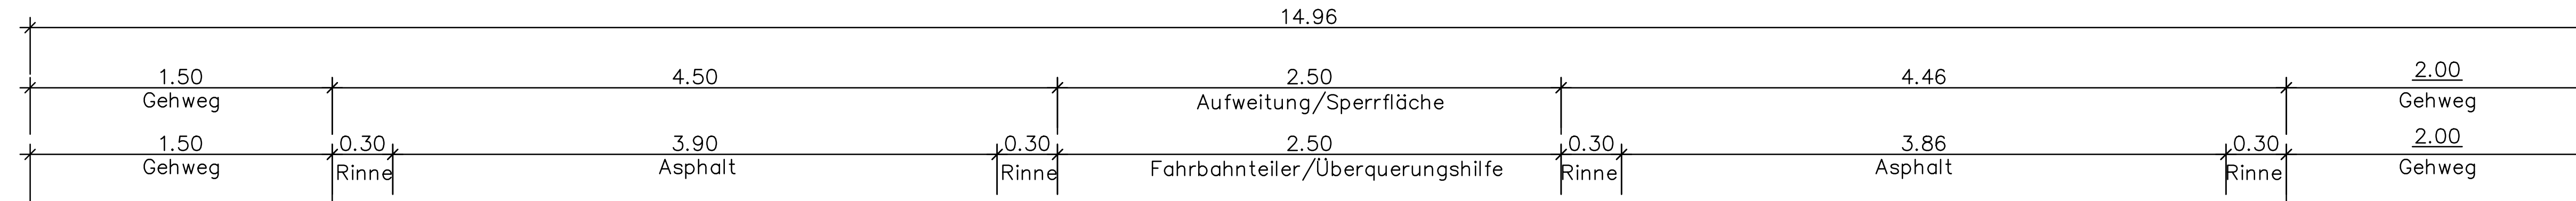 14.96
1.50 4.50 2.50 4.46 2.00
Gehweg Aufweitung/Sperrfläche Gehweg
1.50 0.30 3.90 0.30 2.50 0.30 3.86 0.30 2.00
Gehweg Rinne Asphalt Rinne Fahrbahnteiler/Überquerungshilfe Rinne Asphalt Rinne Gehweg